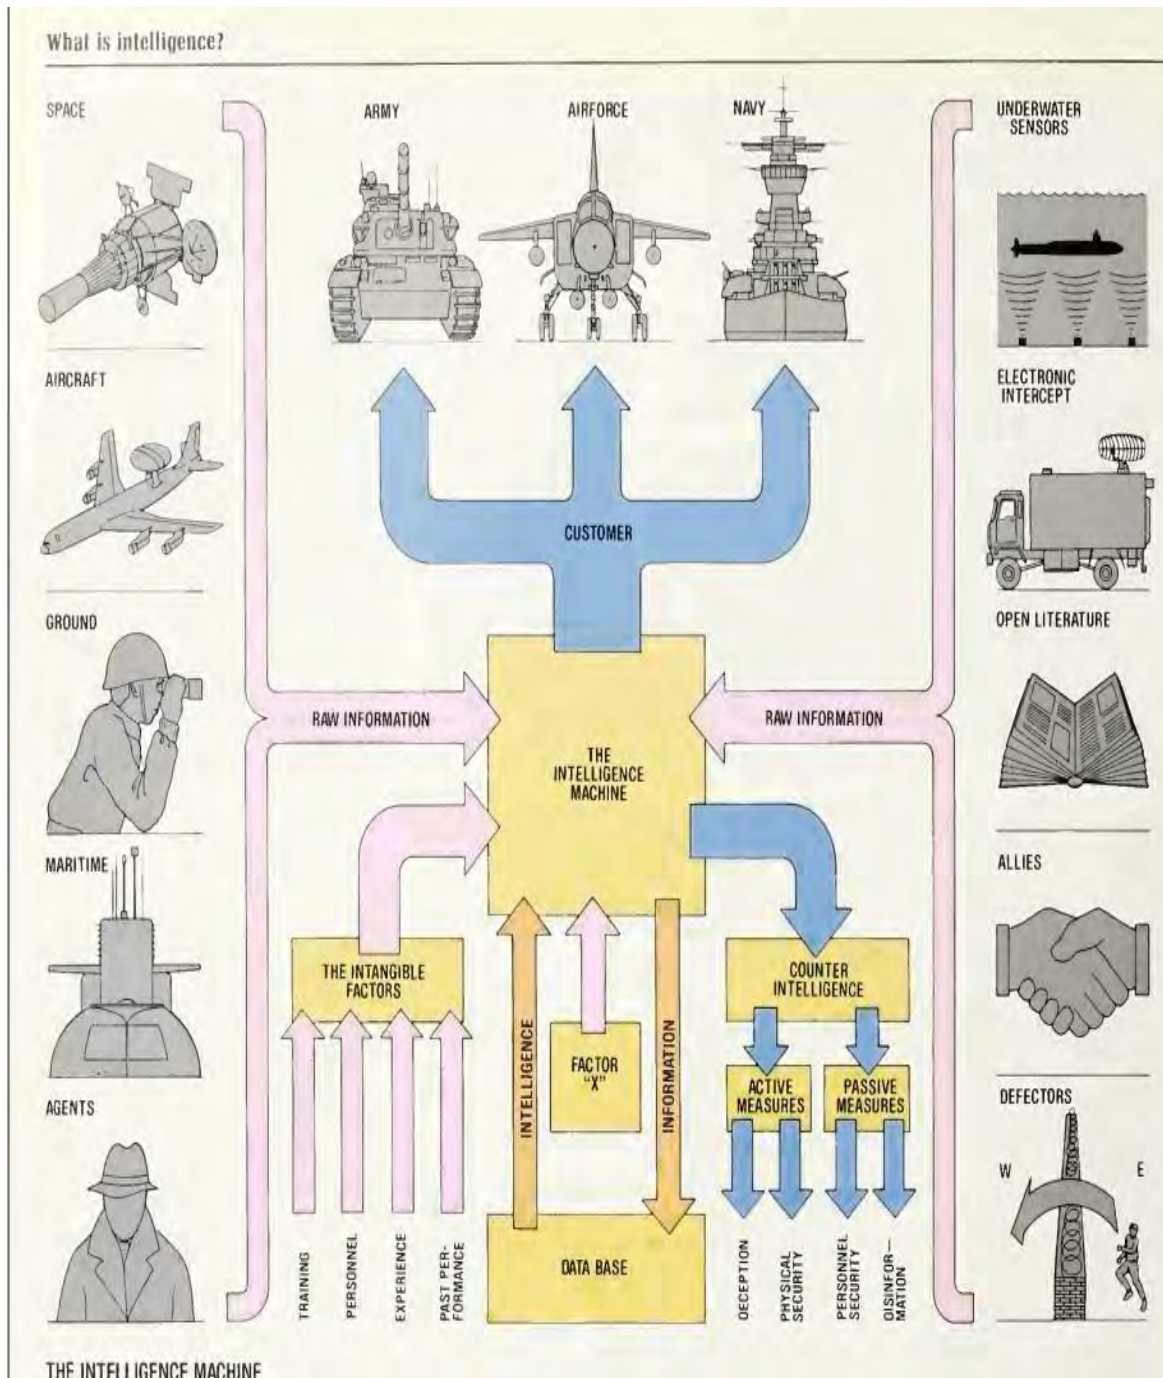 What is intelligence?
SPACE
ARMY
AIRFORCE
NAVY
UNDERWATER
SENSORS
AIRCRAFT
ELECTRONIC
INTERCEPT
CUSTOMER
GROUND
OPEN LITERATURE
RAW INFORMATION
RAW INFORMATION
THE
INTELLIGENCE
MACHINE
MARITIME
ALLIES
THE INTANGIBLE
FACTORS
COUNTER
INTELLIGENCE
INTELLIGENCE
FACTOR
"X"
INFORMATION
ACTIVE
MEASURES
PASSIVE
MEASURES
AGENTS
DEFECTORS
W
E
TRAINING
PERSONNEL
EXPERIENCE
PAST PER-
FORMANCE
DATA BASE
DECEPTION
PHYSICAL
SECURITY
PERSONNEL
SECURITY
DISINFOR—
MATION
THE INTELLIGENCE MACHINE